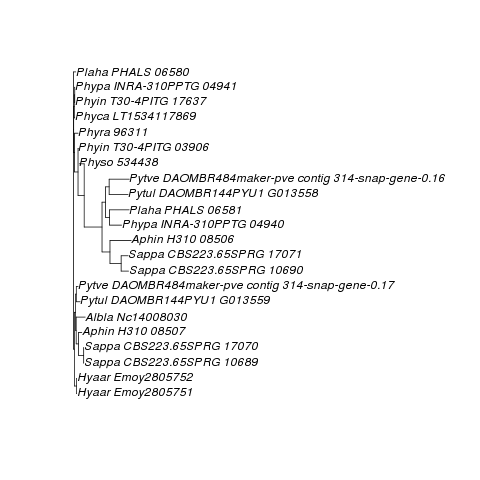 Plaha PHALS 06580
Phypa INRA-310PPTG 04941
Phyin T30-4PITG 17637
Phyca LT1534117869
Phyra 96311
Phyin T30-4PITG 03906
Physo 534438
Pytve DAOMBR484maker-pve contig 314-snap-gene-0.16
Pytul DAOMBR144PYU1 G013558
Plaha PHALS 06581
Phypa INRA-310PPTG 04940
Aphin H310 08506
Sappa CBS223.65SPRG 17071
Sappa CBS223.65SPRG 10690
Pytve DAOMBR484maker-pve contig 314-snap-gene-0.17
Pytul DAOMBR144PYU1 G013559
Albla Nc14008030
Aphin H310 08507
Sappa CBS223.65SPRG 17070
Sappa CBS223.65SPRG 10689
Hyaar Emoy2805752
Hyaar Emoy2805751